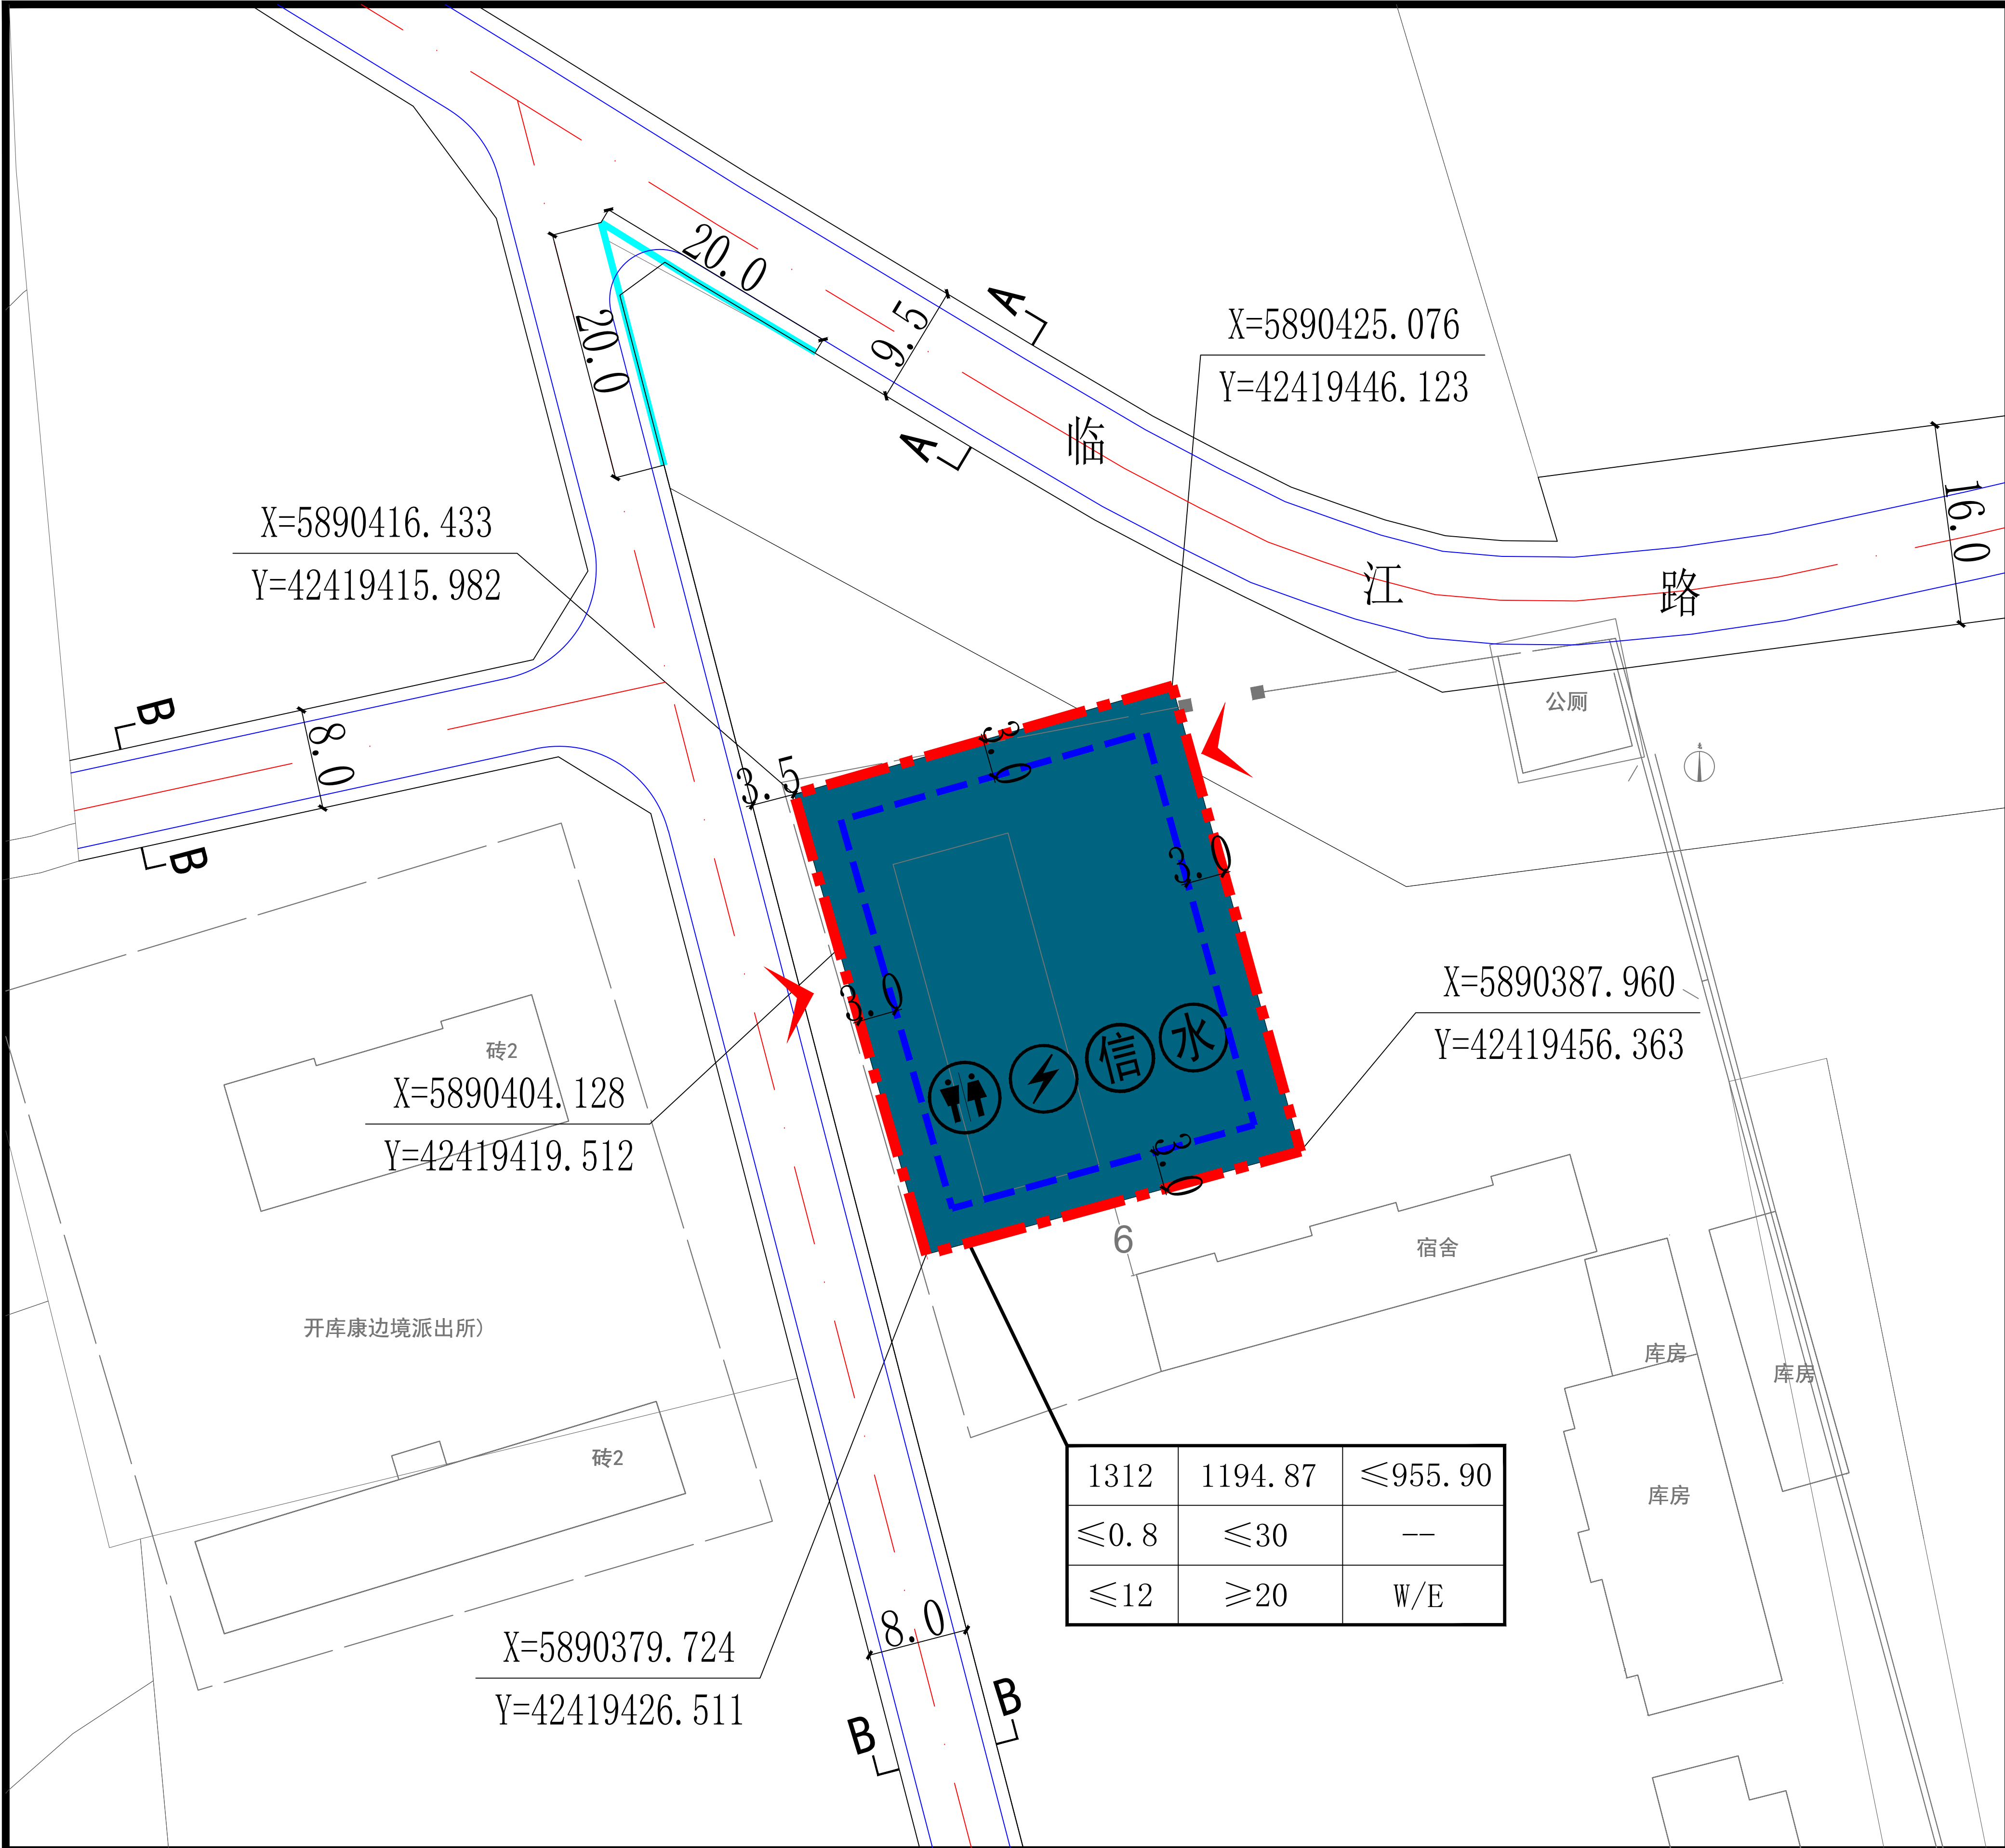 20.0
20.0
9.5
A
A
X=5890425.076
Y=42419446.123
临江路
16.0
X=5890416.433
Y=42419415.982
公厕
B
8.0
B
3.5
3.0
3.0
3.0
X=5890387.960
Y=42419456.363
砖2
X=5890404.128
Y=42419419.512
信
水
3.0
6
宿舍
开库康边境派出所)
库房
库房
砖2
库房
1312 1194.87 ≤955.90
≤0.8 ≤30 --
≤12 ≥20 W/E
8.0
X=5890379.724
Y=42419426.511
B
B